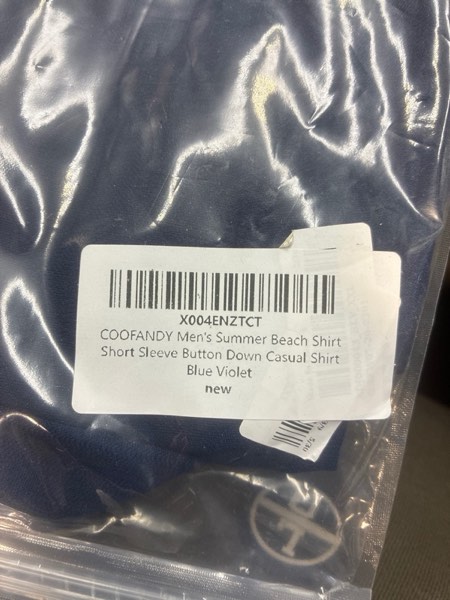 X004ENZTCT
COOFANDY Men's Summer Beach Shirt
Short Sleeve Button Down Casual Shirt
Blue Violet
new